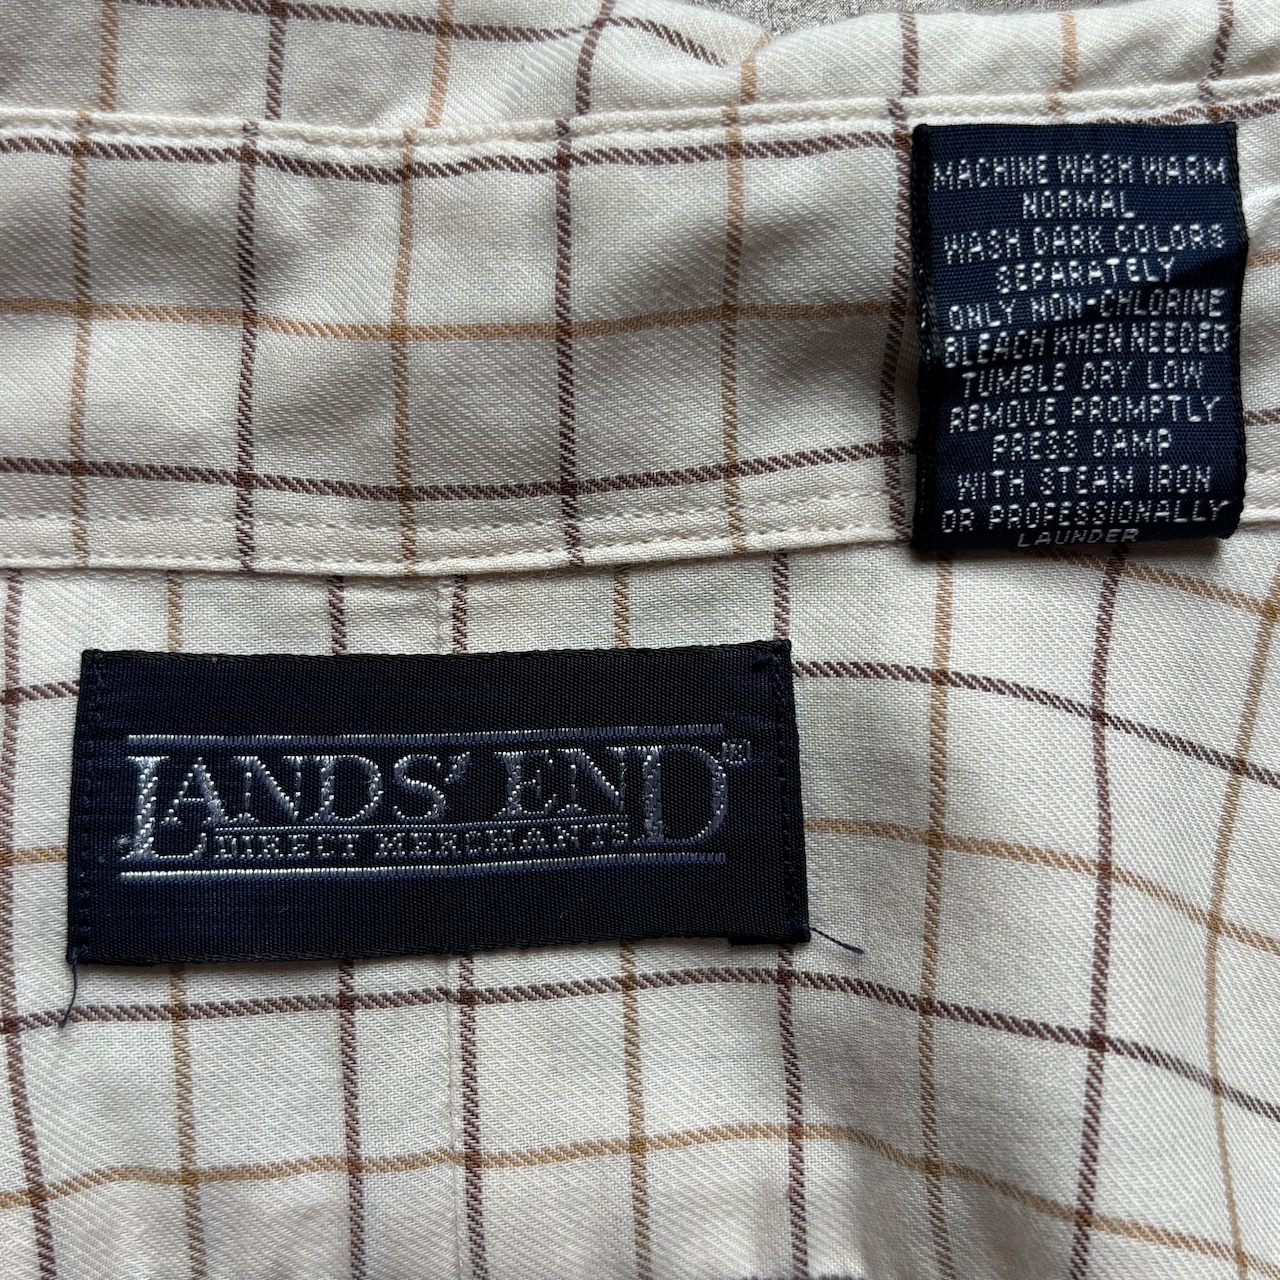 MACHINE WASH WARM
NORMAL
WASH DARK COLORS
SEPARATELY
ONLY NON-CHLORINE
BLEACH WHEN NEEDED
TUMBLE DRY LOW
REMOVE PROMPTLY
PRESS DAMP
WITH STEAM IRON
OR PROFESSIONALLY
LAUNDER
LANDS' END®
DIRECT MERCHANTS